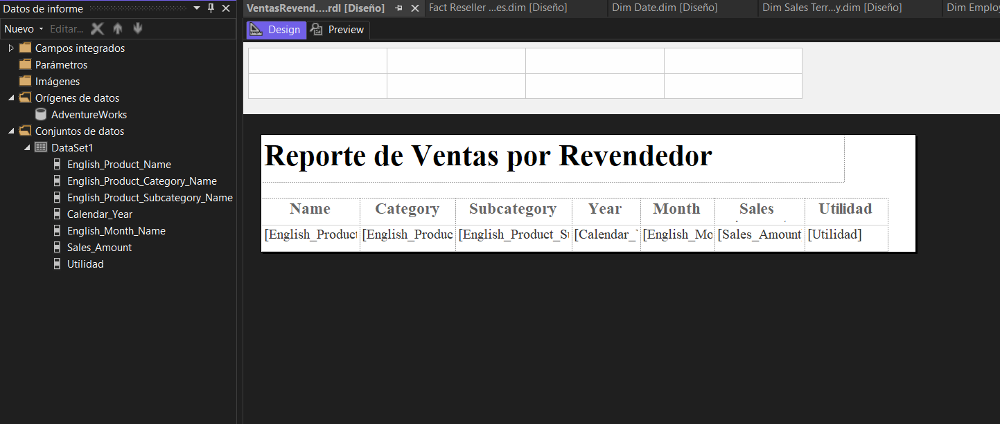 Datos de informe
Nuevo Editar...
Campos integrados
Parámetros
Imágenes
Orígenes de datos
AdventureWorks
Conjuntos de datos
DataSet1
English_Product_Name
English_Product_Category_Name
English_Product_Subcategory_Name
Calendar_Year
English_Month_Name
Sales_Amount
Utilidad
VentasRevend....rdl [Diseño] Fact Reseller ...es.dim [Diseño] Dim Date.dim [Diseño] Dim Sales Terr...y.dim [Diseño] Dim Emplo
Design Preview
Reporte de Ventas por Revendedor
Name Category Subcategory Year Month Sales Utilidad
[English_Product [English_Produc [English_Product_Su [Calendar_ [English_Mo [Sales_Amount [Utilidad]